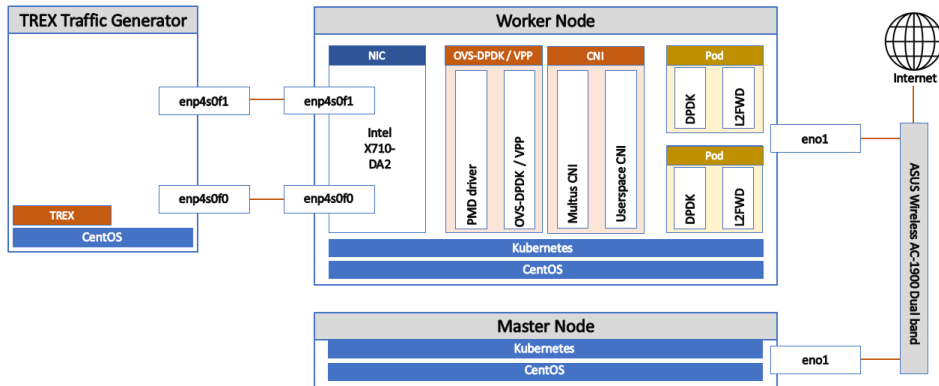 TREX Traffic Generator
enp4s0f1
enp4s0f0
TREX
CentOS
Worker Node
NIC
enp4s0f1
Intel
X710-
DA2
enp4s0f0
OVS-DPDK / VPP
PMD driver
OVS-DPDK / VPP
CNI
Multus CNI
Userspace CNI
Pod
DPDK
L2FWD
Pod
DPDK
L2FWD
Kubernetes
CentOS
eno1
Internet
ASUS Wireless AC-1900 Dual band
Master Node
Kubernetes
CentOS
eno1